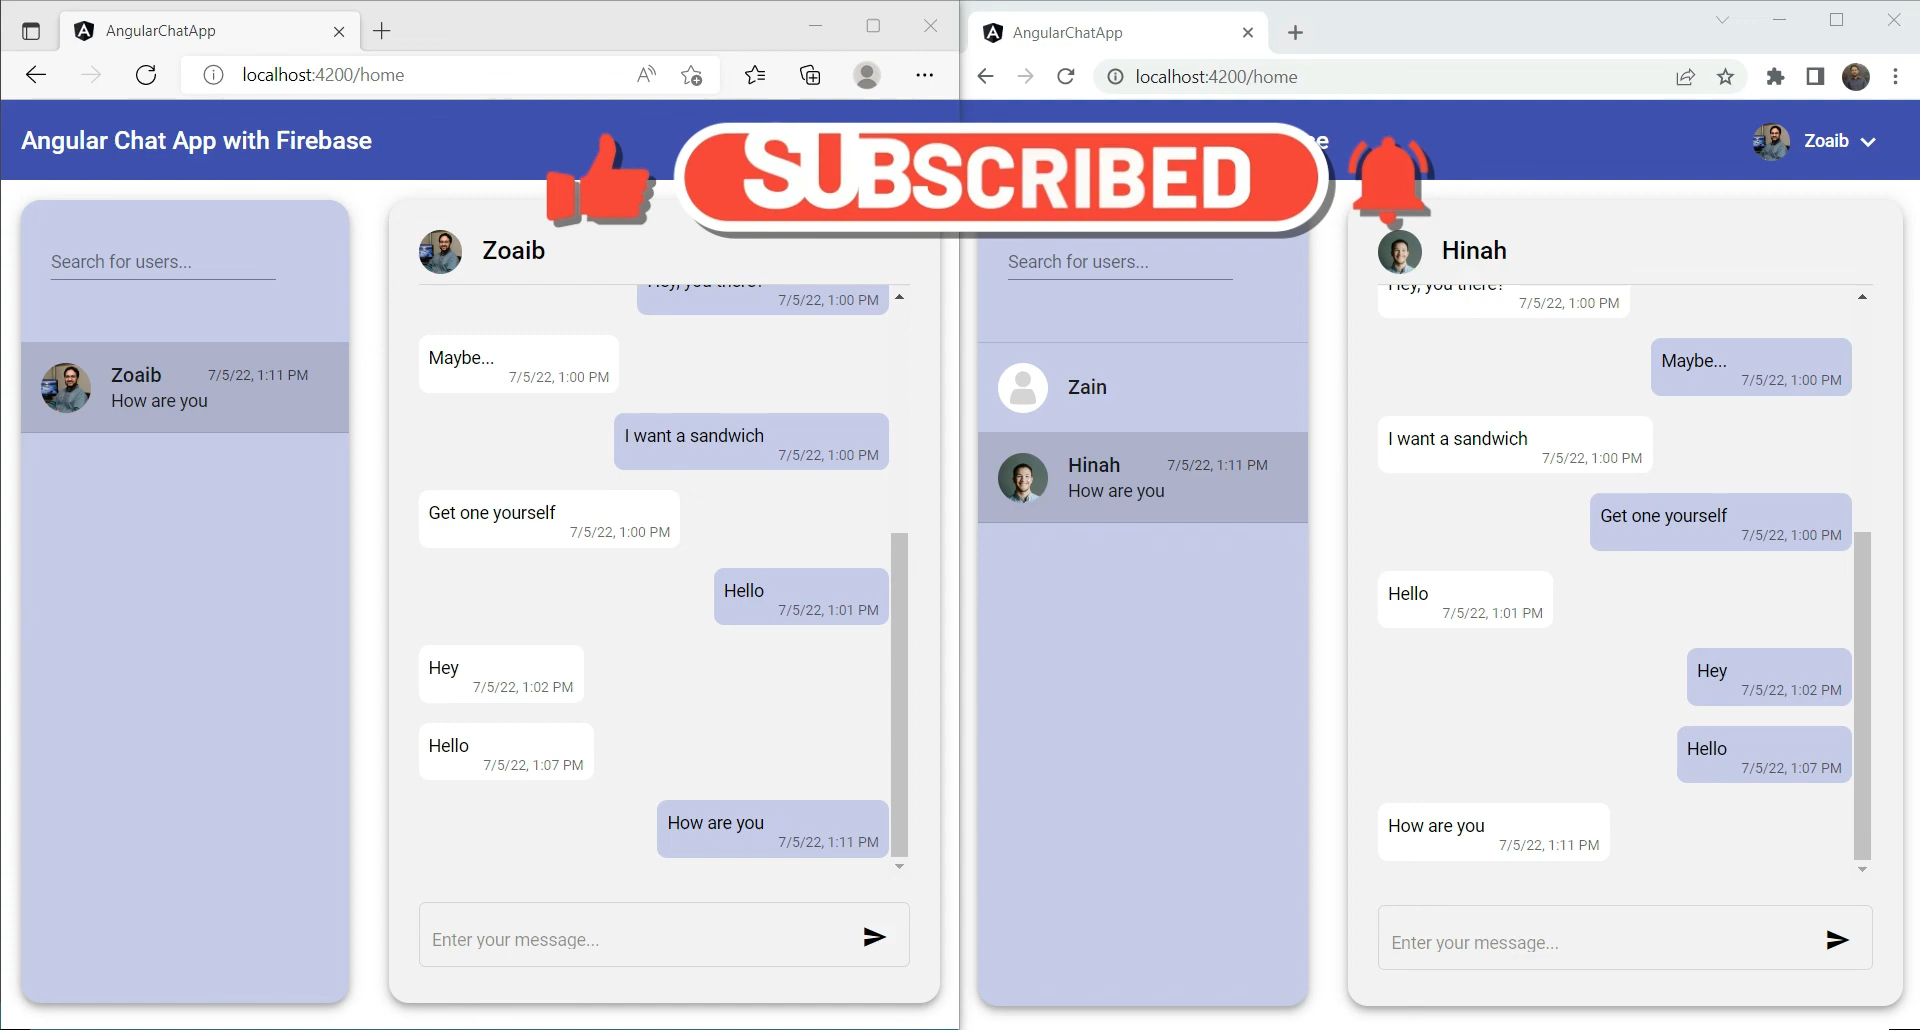 AngularChatApp
localhost:4200/home
Angular Chat App with Firebase
Search for users...
Zoaib 7/5/22, 1:11 PM
How are you
Zoaib
Hey, you there?
7/5/22, 1:00 PM
Maybe...
7/5/22, 1:00 PM
I want a sandwich
7/5/22, 1:00 PM
Get one yourself
7/5/22, 1:00 PM
Hello
7/5/22, 1:01 PM
Hey
7/5/22, 1:02 PM
Hello
7/5/22, 1:07 PM
How are you
7/5/22, 1:11 PM
Enter your message...
SUBSCRIBED
AngularChatApp
localhost:4200/home
Zoaib
Search for users...
Zain
Hinah 7/5/22, 1:11 PM
How are you
Hinah
Hey, you there?
7/5/22, 1:00 PM
Maybe...
7/5/22, 1:00 PM
I want a sandwich
7/5/22, 1:00 PM
Get one yourself
7/5/22, 1:00 PM
Hello
7/5/22, 1:01 PM
Hey
7/5/22, 1:02 PM
Hello
7/5/22, 1:07 PM
How are you
7/5/22, 1:11 PM
Enter your message...